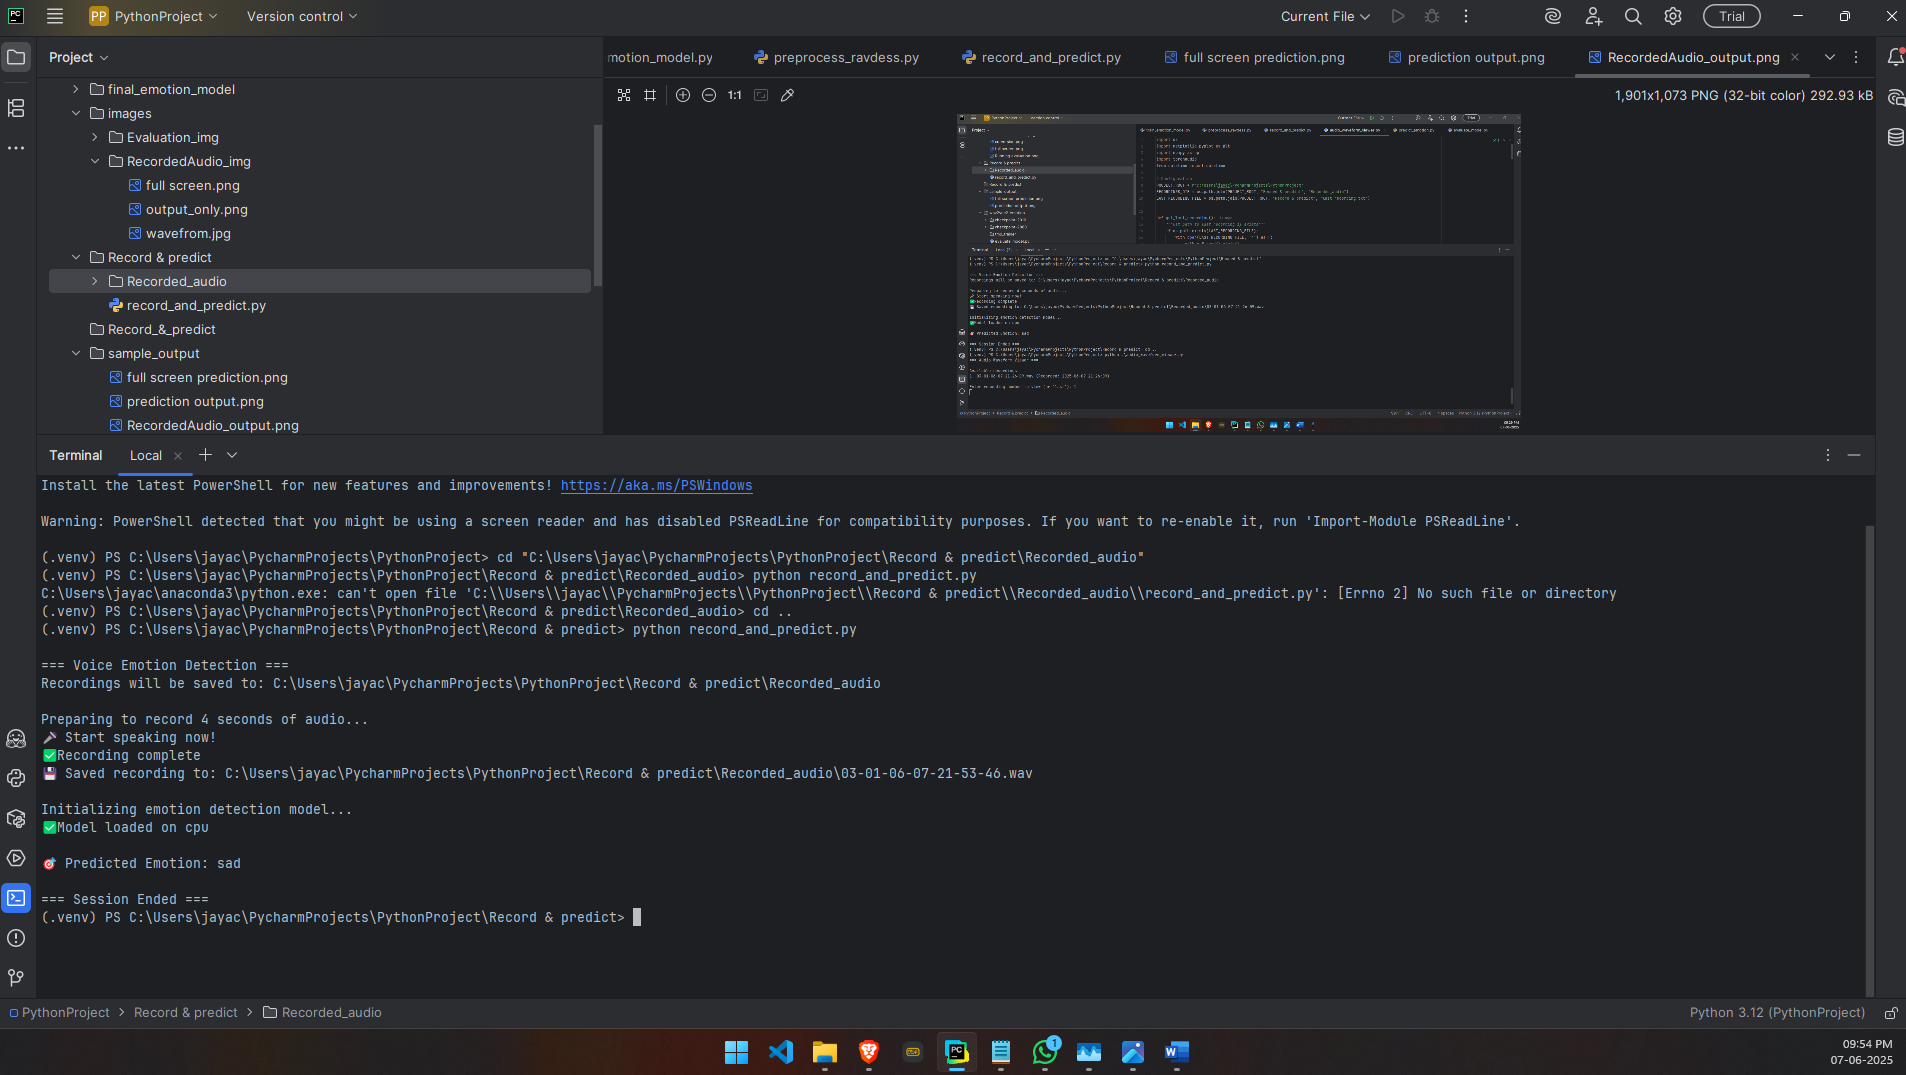 PC
PP PythonProject
Version control
Current File
Trial
Project
motion_model.py
preprocess_ravdess.py
record_and_predict.py
full screen prediction.png
prediction output.png
RecordedAudio_output.png
1:1
1,901x1,073 PNG (32-bit color) 292.93 kB
final_emotion_model
images
Evaluation_img
RecordedAudio_img
full screen.png
output_only.png
wavefrom.jpg
Record & predict
Recorded_audio
record_and_predict.py
Record_&_predict
sample_output
full screen prediction.png
prediction output.png
RecordedAudio_output.png
Terminal
Local
Install the latest PowerShell for new features and improvements! https://aka.ms/PSWindows
Warning: PowerShell detected that you might be using a screen reader and has disabled PSReadLine for compatibility purposes. If you want to re-enable it, run 'Import-Module PSReadLine'.
(.venv) PS C:\Users\jayac\PycharmProjects\PythonProject> cd "C:\Users\jayac\PycharmProjects\PythonProject\Record & predict\Recorded_audio"
(.venv) PS C:\Users\jayac\PycharmProjects\PythonProject\Record & predict\Recorded_audio> python record_and_predict.py
C:\Users\jayac\anaconda3\python.exe: can't open file 'C:\\Users\\jayac\\PycharmProjects\\PythonProject\\Record & predict\\Recorded_audio\\record_and_predict.py': [Errno 2] No such file or directory
(.venv) PS C:\Users\jayac\PycharmProjects\PythonProject\Record & predict\Recorded_audio> cd ..
(.venv) PS C:\Users\jayac\PycharmProjects\PythonProject\Record & predict> python record_and_predict.py
=== Voice Emotion Detection ===
Recordings will be saved to: C:\Users\jayac\PycharmProjects\PythonProject\Record & predict\Recorded_audio
Preparing to record 4 seconds of audio...
🎤 Start speaking now!
✅Recording complete
💾 Saved recording to: C:\Users\jayac\PycharmProjects\PythonProject\Record & predict\Recorded_audio\03-01-06-07-21-53-46.wav
Initializing emotion detection model...
✅Model loaded on cpu
🎯 Predicted Emotion: sad
=== Session Ended ===
(.venv) PS C:\Users\jayac\PycharmProjects\PythonProject\Record & predict>
PythonProject > Record & predict > Recorded_audio
Python 3.12 (PythonProject)
PC
1
W
09:54 PM
07-06-2025